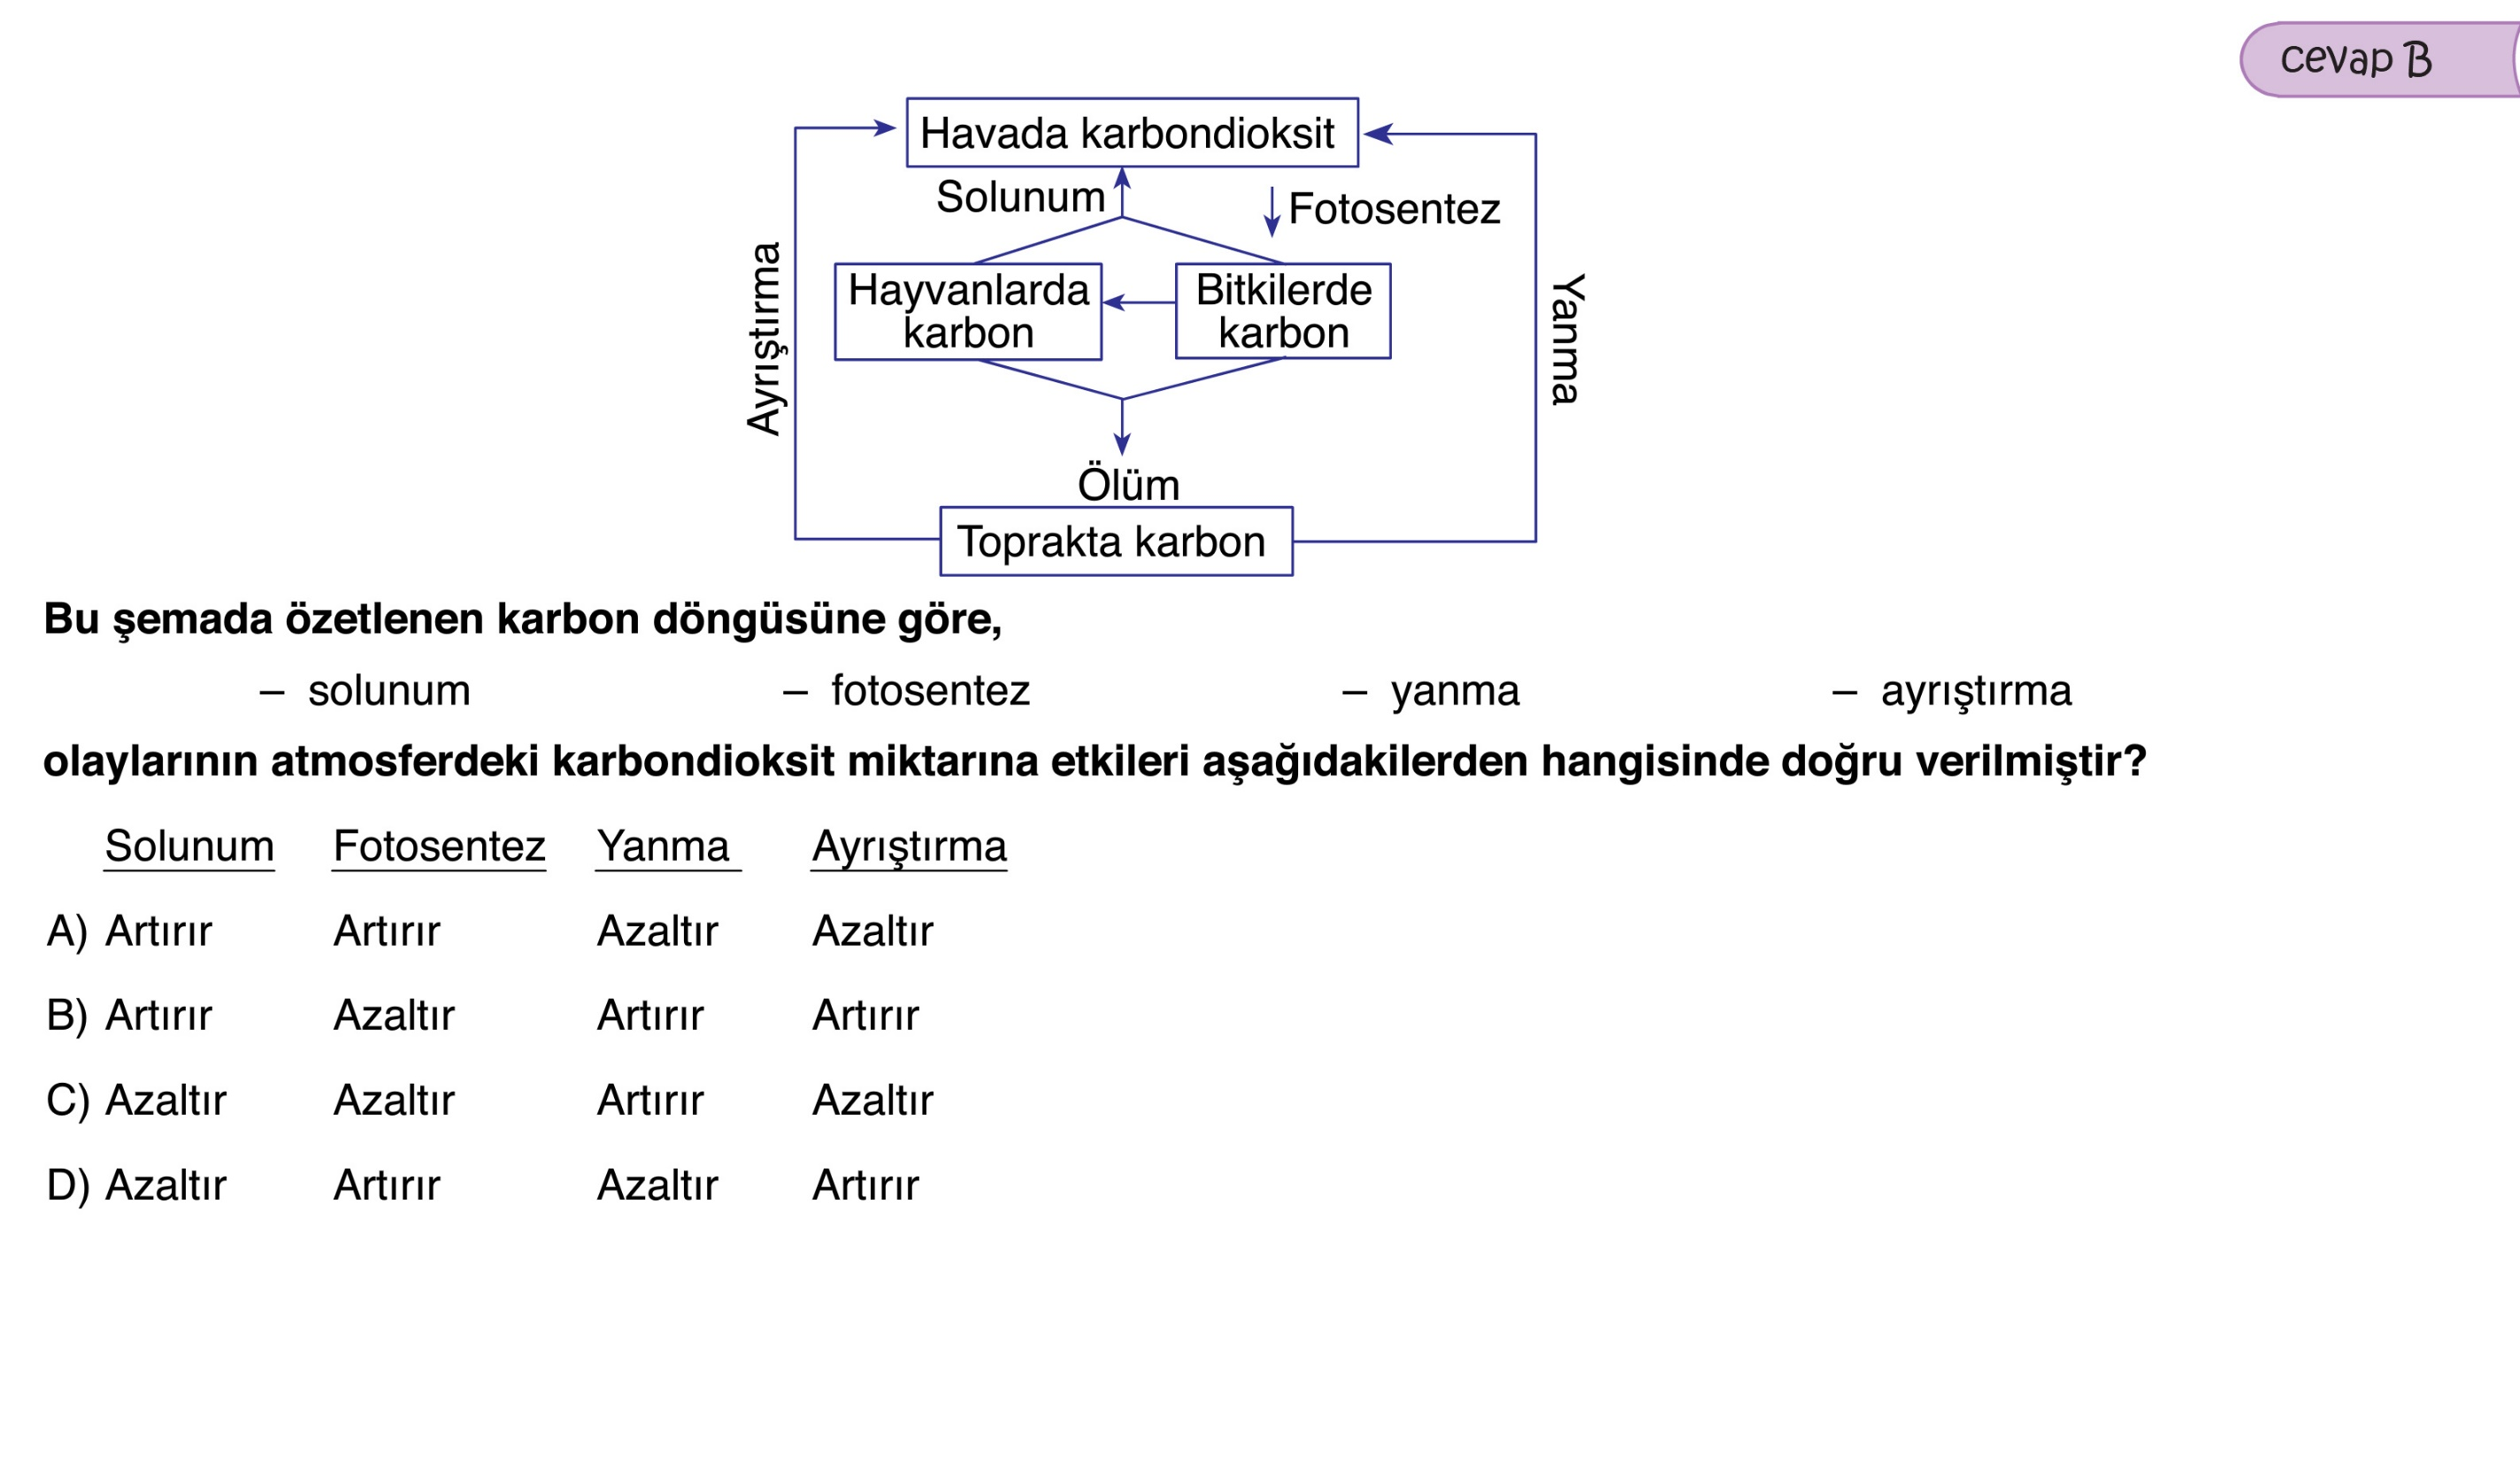 cevap B
Havada karbondioksit
Solunum
Fotosentez
Ayrıştırma
Hayvanlarda
karbon
Bitkilerde
karbon
Yanma
Ölüm
Toprakta karbon
Bu şemada özetlenen karbon döngüsüne göre,
– solunum – fotosentez – yanma – ayrıştırma
olaylarının atmosferdeki karbondioksit miktarına etkileri aşağıdakilerden hangisinde doğru verilmiştir?
Solunum Fotosentez Yanma Ayrıştırma
A) Artırır Artırır Azaltır Azaltır
B) Artırır Azaltır Artırır Artırır
C) Azaltır Azaltır Artırır Azaltır
D) Azaltır Artırır Azaltır Artırır